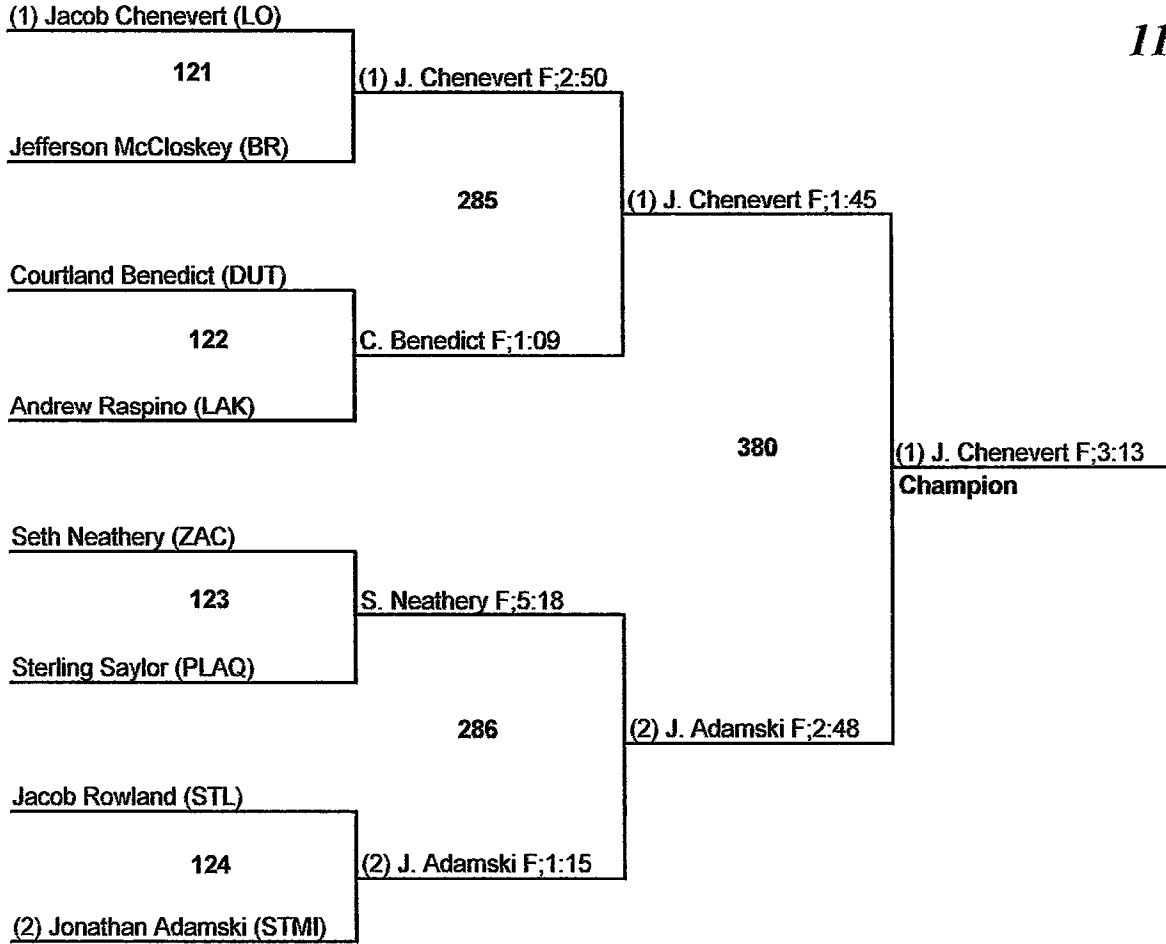 (1) Jacob Chenevert (LO)
11
121
(1) J. Chenevert F;2:50
Jefferson McCloskey (BR)
285
(1) J. Chenevert F;1:45
Courtland Benedict (DUT)
122
C. Benedict F;1:09
Andrew Raspino (LAK)
380
(1) J. Chenevert F;3:13
Champion
Seth Neathery (ZAC)
123
S. Neathery F;5:18
Sterling Saylor (PLAQ)
286
(2) J. Adamski F;2:48
Jacob Rowland (STL)
124
(2) J. Adamski F;1:15
(2) Jonathan Adamski (STMI)